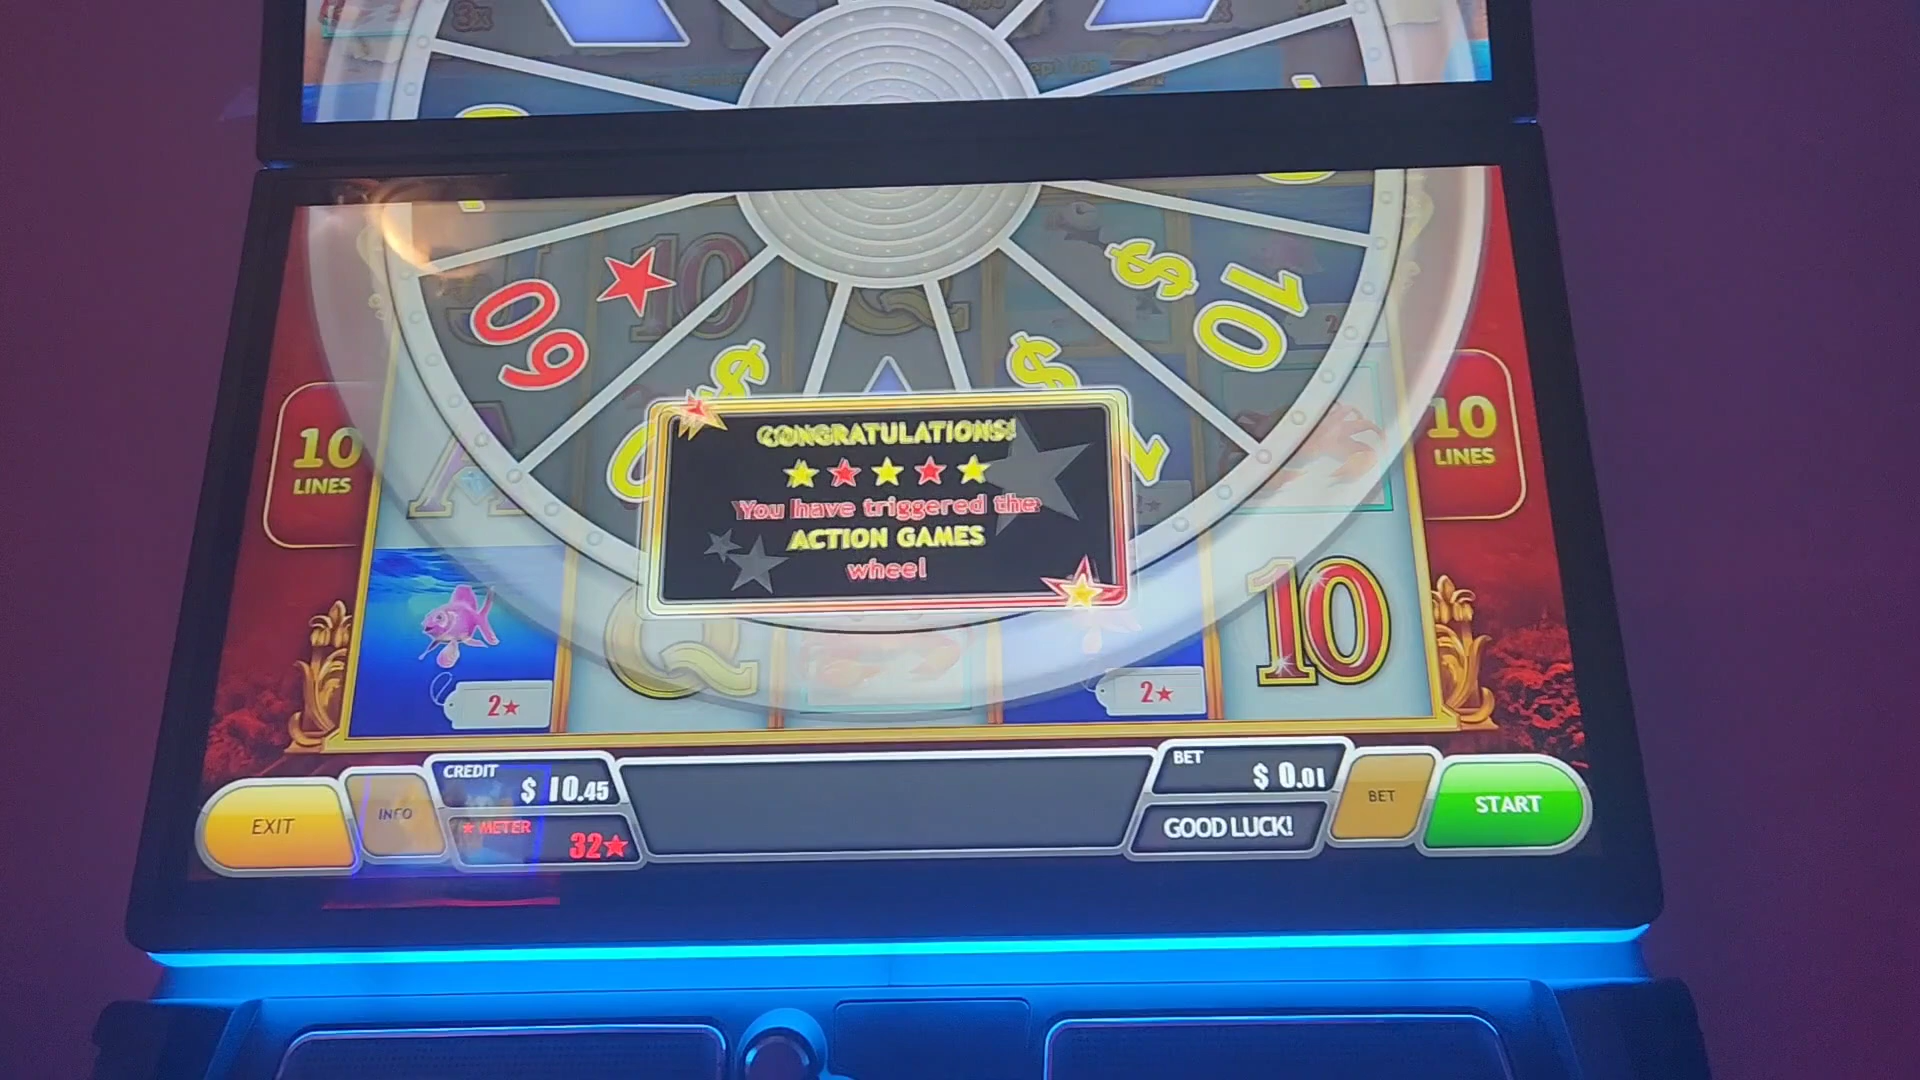 3x
10
60 ★
$
$
$ 10
10
LINES
10
LINES
CONGRATULATIONS!
You have triggered the
ACTION GAMES
wheel
A
Q
10
2★
2★
CREDIT
$ 10.45
★ METER
32★
BET
$ 0.01
GOOD LUCK!
EXIT
INFO
BET
START